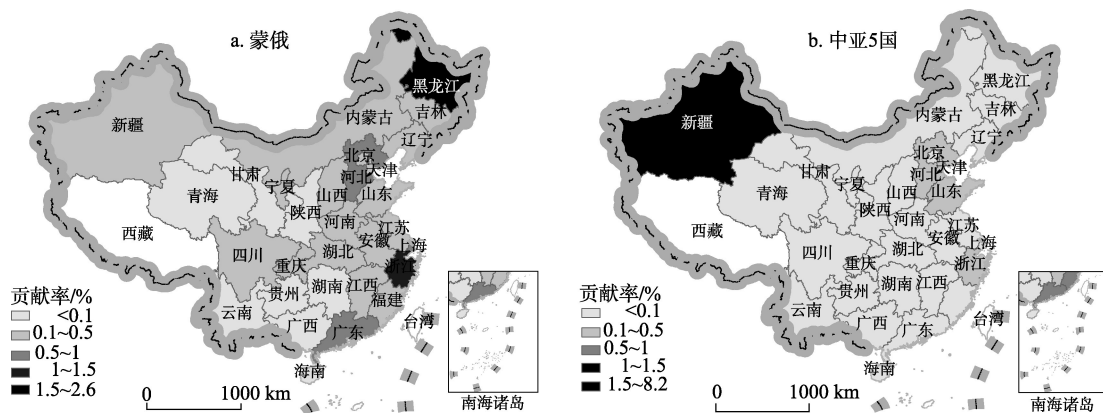 a. 蒙俄
黑龙江
吉林
辽宁
内蒙古
新疆
北京
天津
河北
甘肃
宁夏
山西
山东
青海
陕西
河南
江苏
安徽
上海
西藏
四川
重庆
湖北
浙江
湖南
江西
贵州
福建
云南
广西
广东
台湾
海南
贡献率/%
<0.1
0.1~0.5
0.5~1
1~1.5
1.5~2.6
0
1000 km
南海诸岛
b. 中亚5国
黑龙江
吉林
辽宁
内蒙古
新疆
北京
天津
河北
甘肃
宁夏
山西
山东
青海
陕西
河南
江苏
安徽
上海
西藏
四川
重庆
湖北
浙江
湖南
江西
贵州
云南
广西
广东
台湾
海南
贡献率/%
<0.1
0.1~0.5
0.5~1
1~1.5
1.5~8.2
0
1000 km
南海诸岛